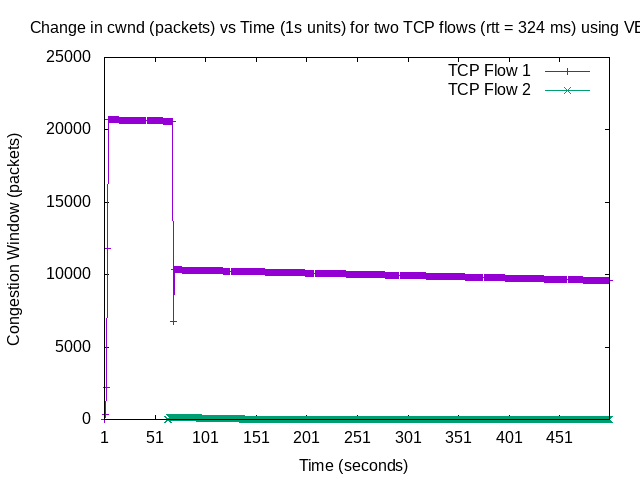 Change in cwnd (packets) vs Time (1s units) for two TCP flows (rtt = 324 ms) using
TCP Flow 1
TCP Flow 2
25000
20000
15000
10000
5000
0
Congestion Window (packets)
1 51 101 151 201 251 301 351 401 451
Time (seconds)